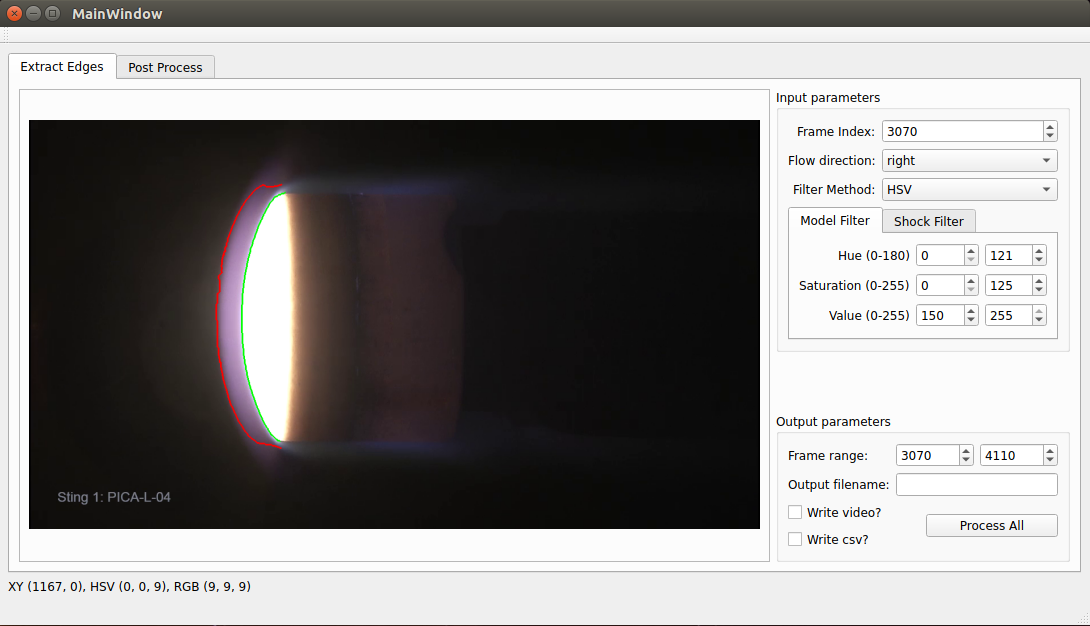 MainWindow
Extract Edges
Post Process
Input parameters
Frame Index: 3070
Flow direction: right
Filter Method: HSV
Model Filter
Shock Filter
Hue (0-180) 0 121
Saturation (0-255) 0 125
Value (0-255) 150 255
Sting 1: PICA-L-04
Output parameters
Frame range: 3070 4110
Output filename:
Write video?
Write csv?
Process All
XY (1167, 0), HSV (0, 0, 9), RGB (9, 9, 9)